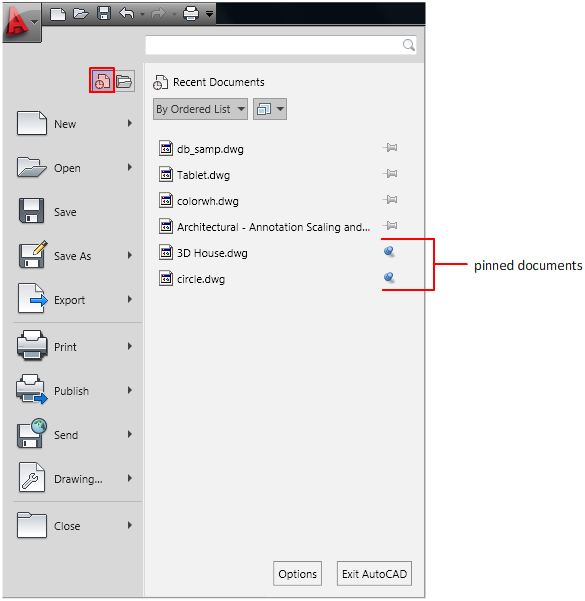 Recent Documents
By Ordered List
New
Open
Save
Save As
Export
Print
Publish
Send
Drawing...
Close
db_samp.dwg
Tablet.dwg
colorwh.dwg
Architectural - Annotation Scaling and...
3D House.dwg
circle.dwg
pinned documents
Options
Exit AutoCAD